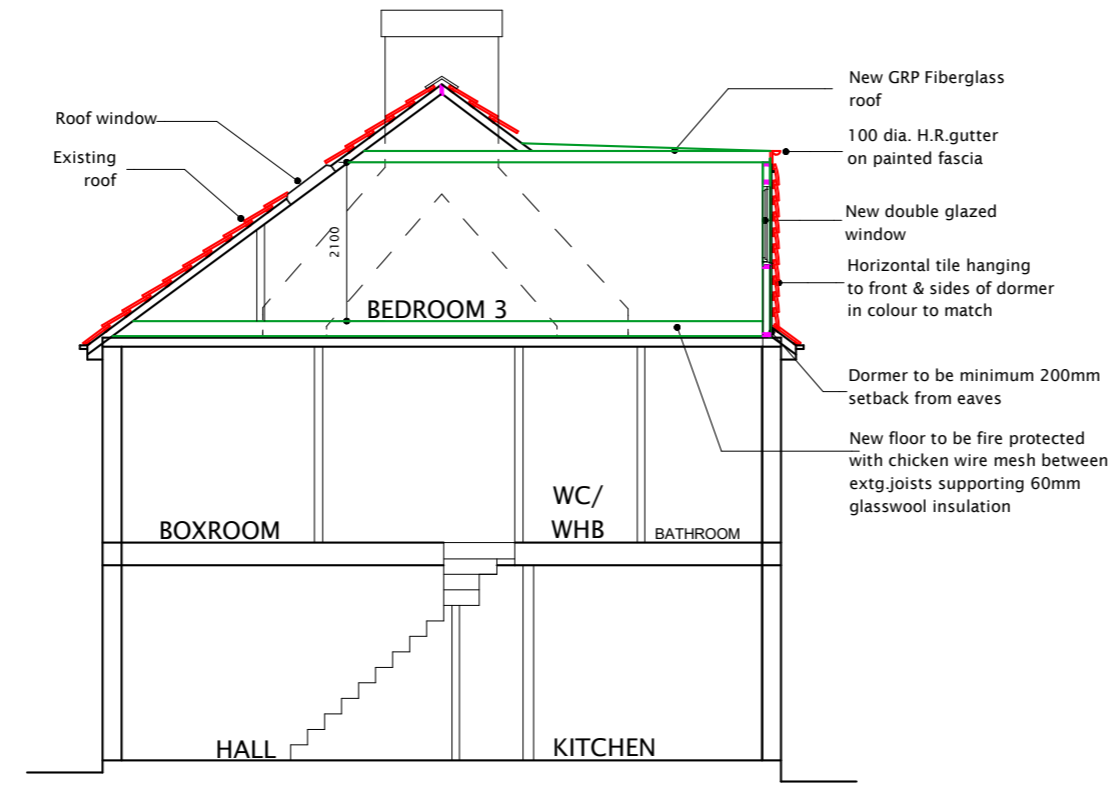 Roof window
Existing
roof
New GRP Fiberglass
roof
100 dia. H.R.gutter
on painted fascia
New double glazed
window
Horizontal tile hanging
to front & sides of dormer
in colour to match
Dormer to be minimum 200mm
setback from eaves
New floor to be fire protected
with chicken wire mesh between
extg.joists supporting 60mm
glasswool insulation
2100
BEDROOM 3
BOXROOM
WC/
WHB
BATHROOM
HALL
KITCHEN